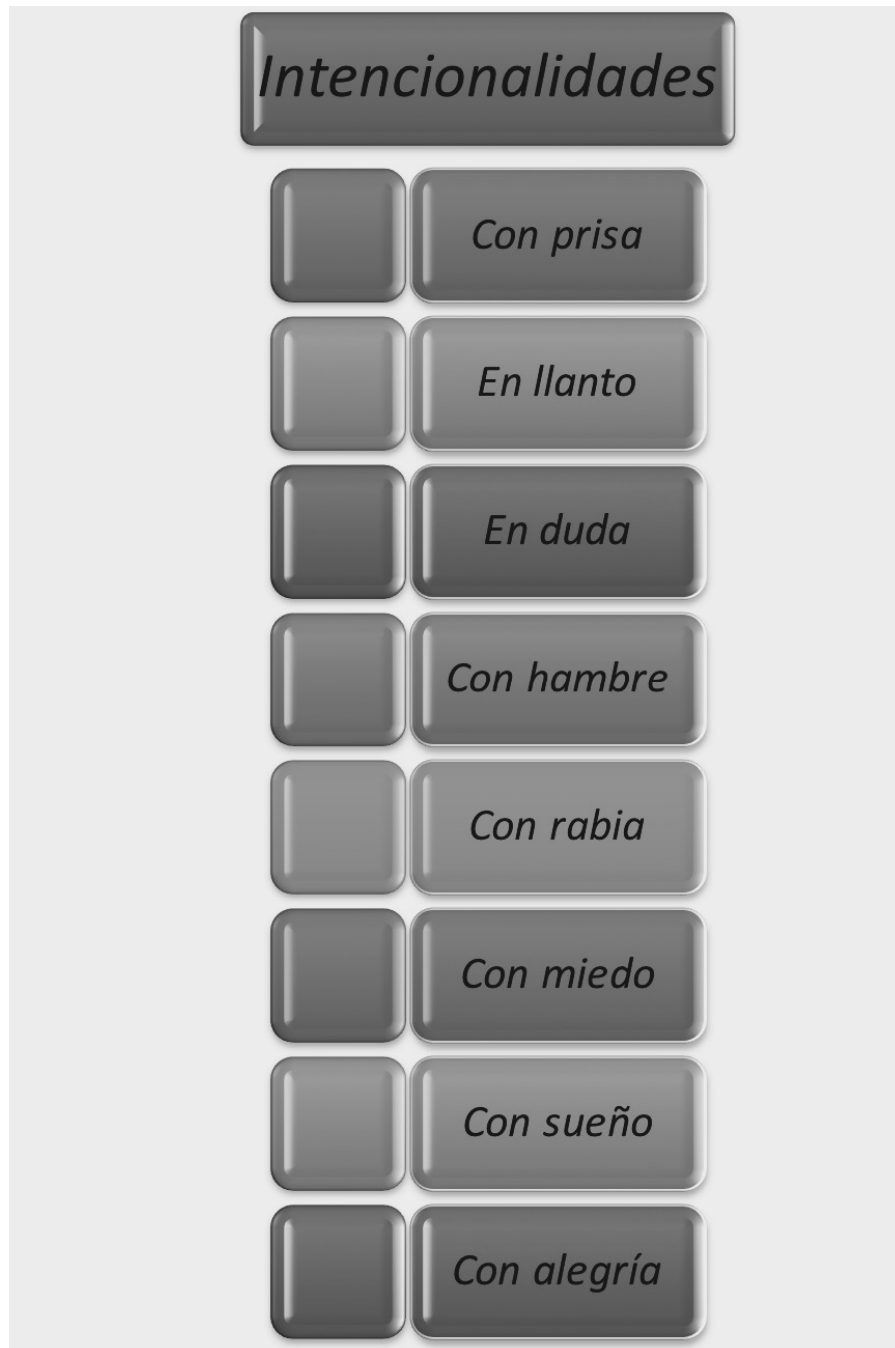 Intencionalidades
Con prisa
En llanto
En duda
Con hambre
Con rabia
Con miedo
Con sueño
Con alegría